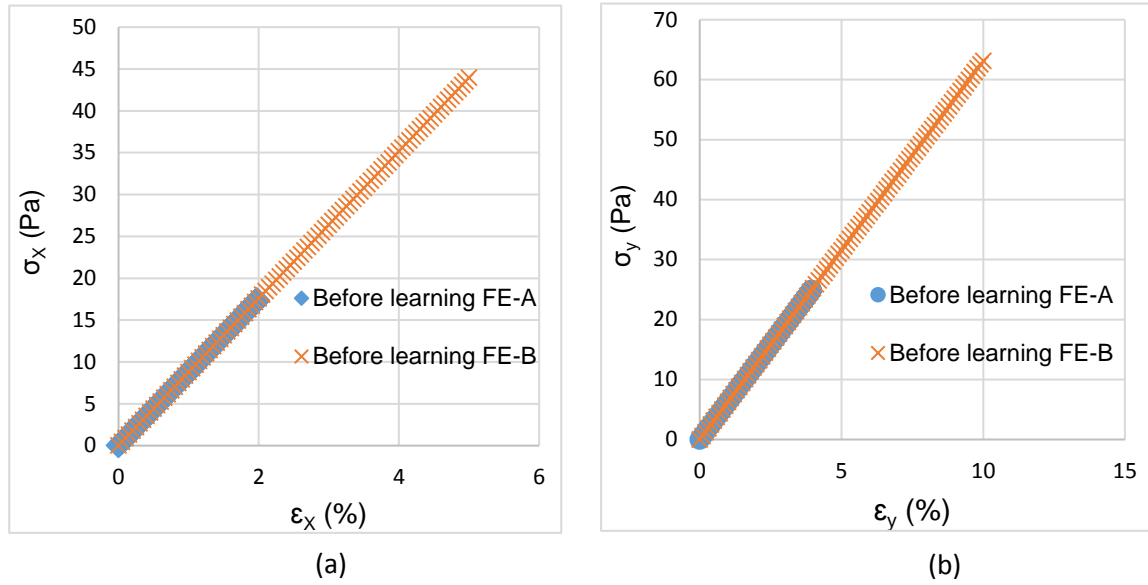 50
45
40
35
30
25
20
15
10
5
0
σX (Pa)
0 2 4 6
εX (%)
Before learning FE-A
Before learning FE-B
(a)
70
60
50
40
30
20
10
0
σy (Pa)
0 5 10 15
εy (%)
Before learning FE-A
Before learning FE-B
(b)